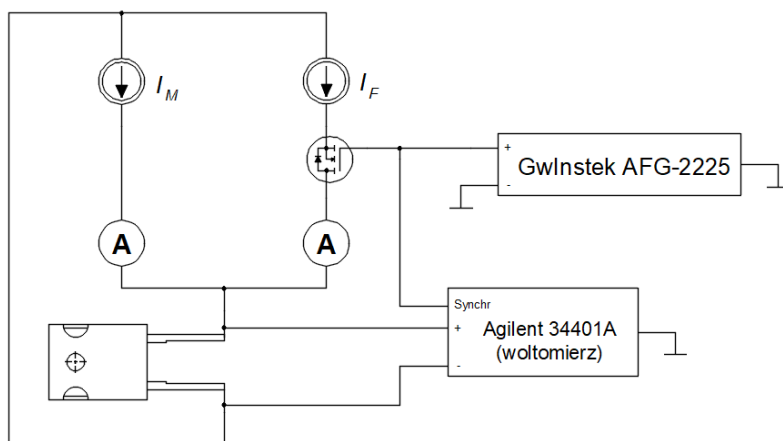 I_M
I_F
A
A
+
GwInstek AFG-2225
-
Synchr
+
Agilent 34401A
(woltomierz)
-